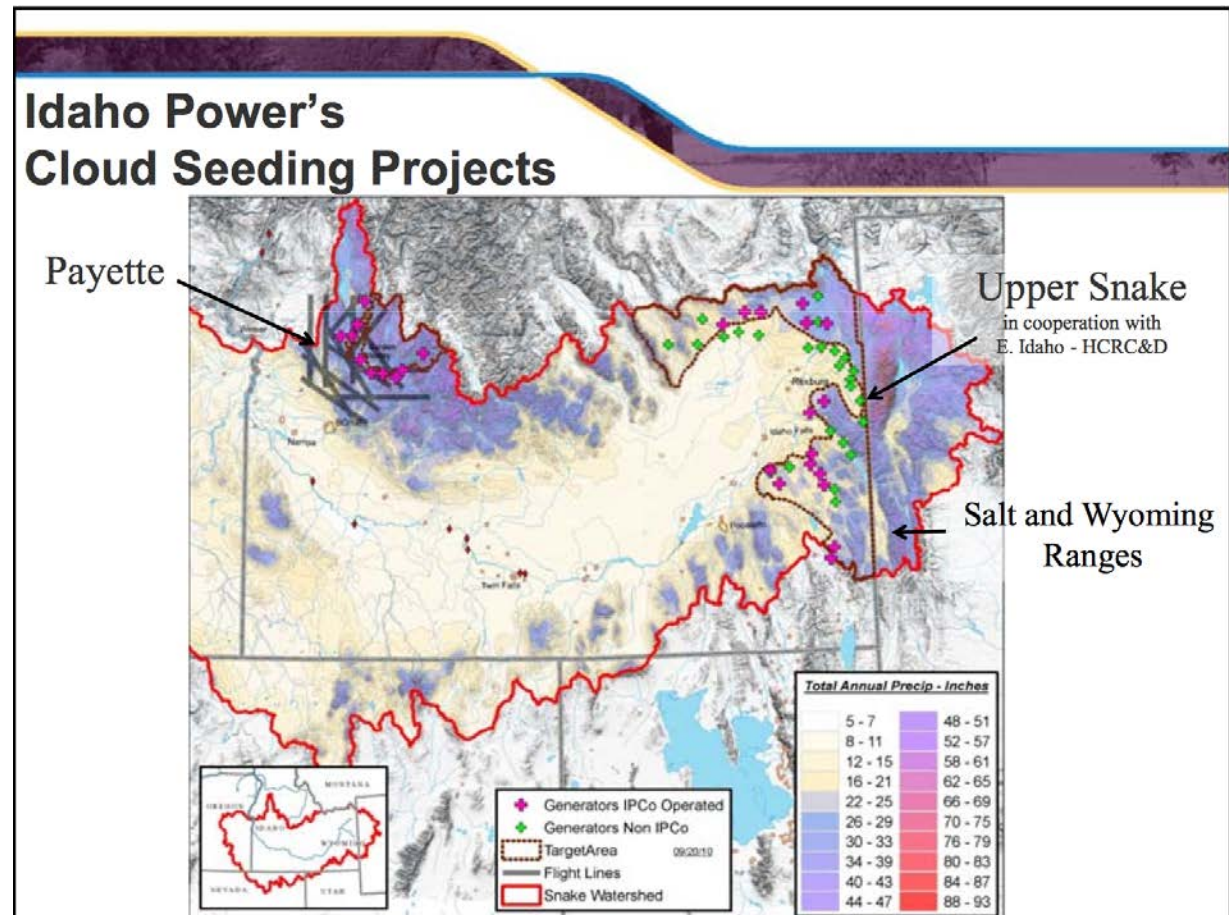 Idaho Power's
Cloud Seeding Projects
Payette
Upper Snake
in cooperation with
E. Idaho - HCRC&D
Salt and Wyoming
Ranges
Weiser
Boise
Nampa
Rexburg
Idaho Falls
Pocatello
Twin Falls
MONTANA
OREGON
IDAHO
WYOMING
NEVADA
UTAH
Generators IPCo Operated
Generators Non IPCo
TargetArea
09/20/10
Flight Lines
Snake Watershed
Total Annual Precip - Inches
5 - 7
8 - 11
12 - 15
16 - 21
22 - 25
26 - 29
30 - 33
34 - 39
40 - 43
44 - 47
48 - 51
52 - 57
58 - 61
62 - 65
66 - 69
70 - 75
76 - 79
80 - 83
84 - 87
88 - 93